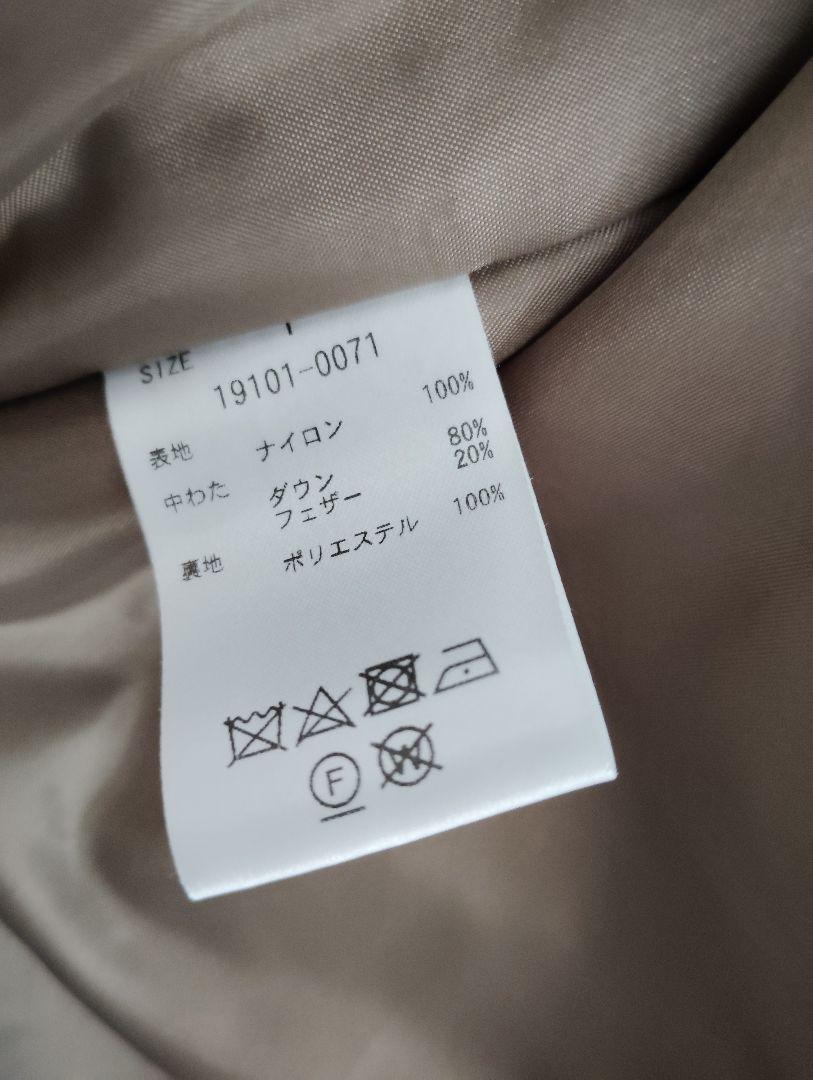 SIZE
19101-0071
表地 ナイロン 100%
中わた ダウン 80%
フェザー 20%
裏地 ポリエステル 100%
F
W